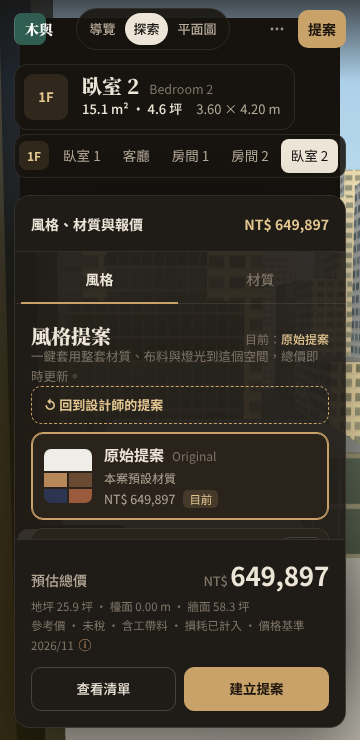 木與
導覽 探索 平面圖 ··· 提案
1F
臥室 2 Bedroom 2
15.1 m² · 4.6 坪 3.60 × 4.20 m
1F 臥室 1 客廳 房間 1 房間 2 臥室 2
風格、材質與報價 NT$ 649,897
風格 材質
風格提案 目前：原始提案
一鍵套用整套材質、布料與燈光到這個空間，總價即
時更新。
↺ 回到設計師的提案
原始提案 Original
本案預設材質
NT$ 649,897 目前
預估總價 NT$ 649,897
地坪 25.9 坪 · 檯面 0.00 m · 牆面 58.3 坪
參考價 · 未稅 · 含工帶料 · 損耗已計入 · 價格基準
2026/11 ⓘ
查看清單 建立提案